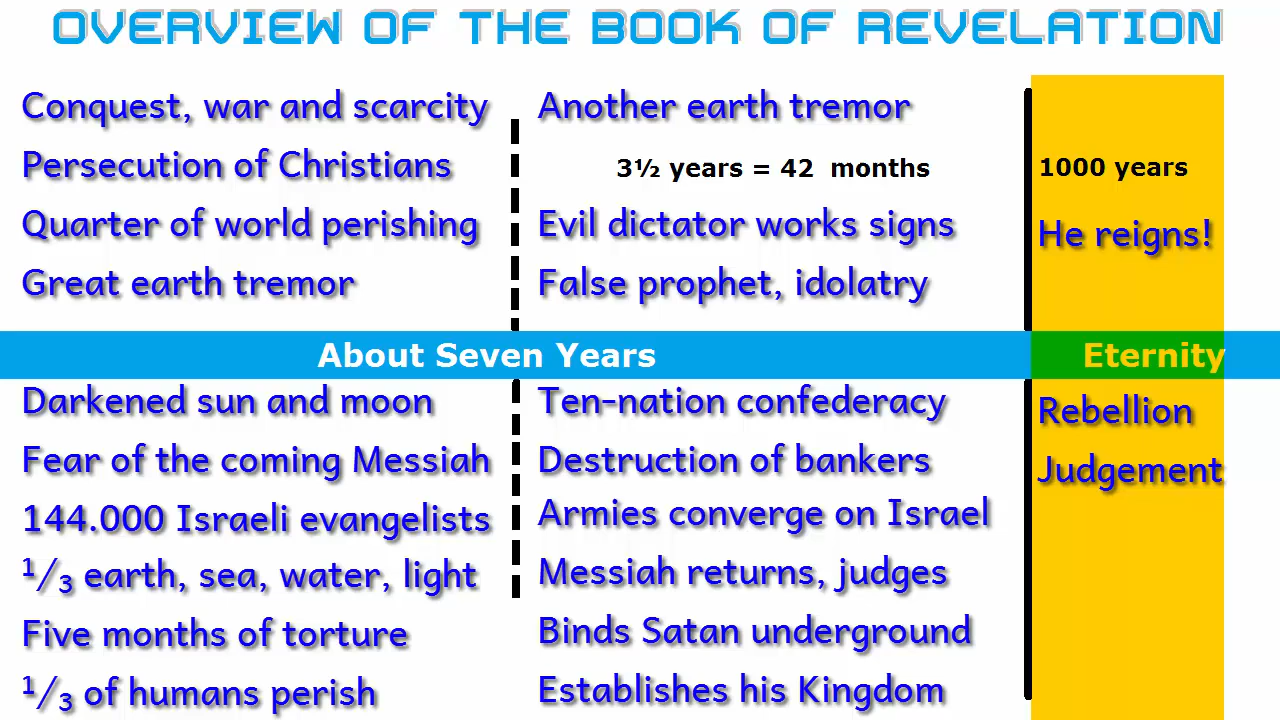 OVERVIEW OF THE BOOK OF REVELATION
Conquest, war and scarcity
Persecution of Christians
Quarter of world perishing
Great earth tremor
Another earth tremor
3½ years = 42 months
Evil dictator works signs
False prophet, idolatry
1000 years
He reigns!
About Seven Years
Eternity
Darkened sun and moon
Fear of the coming Messiah
144.000 Israeli evangelists
⅓ earth, sea, water, light
Five months of torture
⅓ of humans perish
Ten-nation confederacy
Destruction of bankers
Armies converge on Israel
Messiah returns, judges
Binds Satan underground
Establishes his Kingdom
Rebellion
Judgement